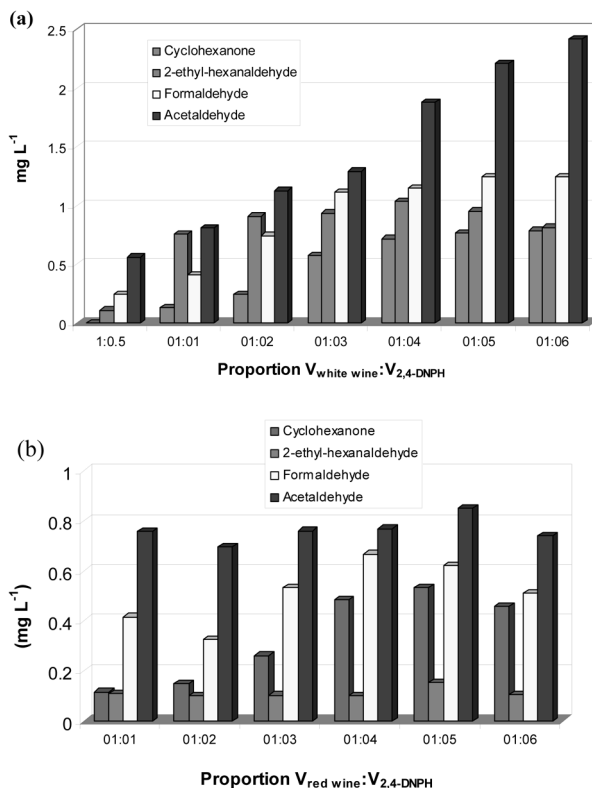 (a)
Cyclohexanone
2-ethyl-hexanaldehyde
Formaldehyde
Acetaldehyde
mg L-1
2.5
2
1.5
1
0.5
0
1:0.5 01:01 01:02 01:03 01:04 01:05 01:06
Proportion Vwhite wine:V2,4-DNPH
(b)
Cyclohexanone
2-ethyl-hexanaldehyde
Formaldehyde
Acetaldehyde
(mg L-1)
1
0.8
0.6
0.4
0.2
0
01:01 01:02 01:03 01:04 01:05 01:06
Proportion Vred wine:V2,4-DNPH